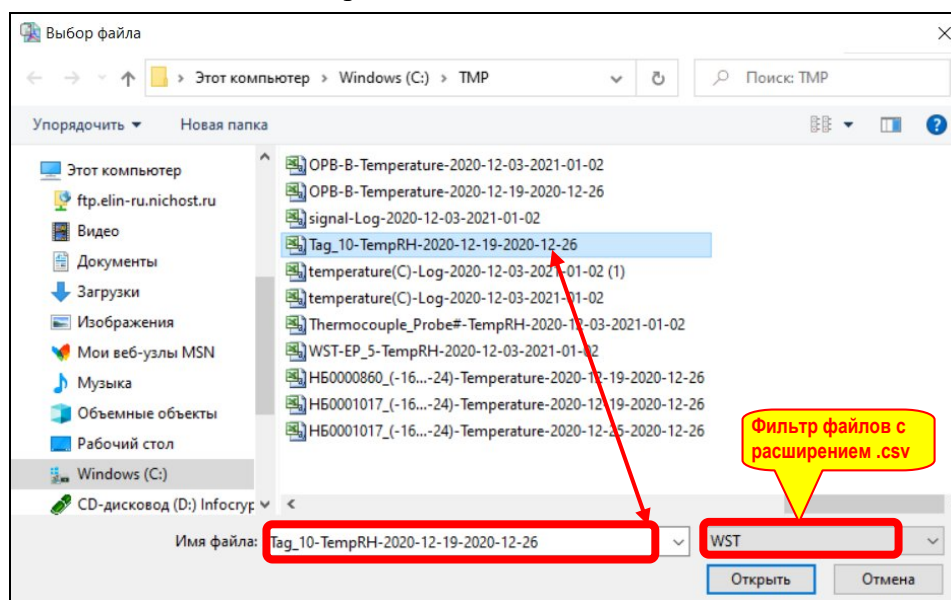 Выбор файла
Этот компьютер > Windows (C:) > TMP
Поиск: TMP
Упорядочить
Новая папка
Этот компьютер
ftp.elin-ru.nichost.ru
Видео
Документы
Загрузки
Изображения
Мои веб-узлы MSN
Музыка
Объемные объекты
Рабочий стол
Windows (C:)
CD-дисковод (D:) Infocryp
OPB-B-Temperature-2020-12-03-2021-01-02
OPB-B-Temperature-2020-12-19-2020-12-26
signal-Log-2020-12-03-2021-01-02
Tag_10-TempRH-2020-12-19-2020-12-26
temperature(C)-Log-2020-12-03-2021-01-02 (1)
temperature(C)-Log-2020-12-03-2021-01-02
Thermocouple_Probe#-TempRH-2020-12-03-2021-01-02
WST-EP_5-TempRH-2020-12-03-2021-01-02
НБ0000860_(-16...-24)-Temperature-2020-12-19-2020-12-26
НБ0001017_(-16...-24)-Temperature-2020-12-19-2020-12-26
НБ0001017_(-16...-24)-Temperature-2020-12-25-2020-12-26
Фильтр файлов с
расширением .csv
Имя файла:
Tag_10-TempRH-2020-12-19-2020-12-26
WST
Открыть
Отмена